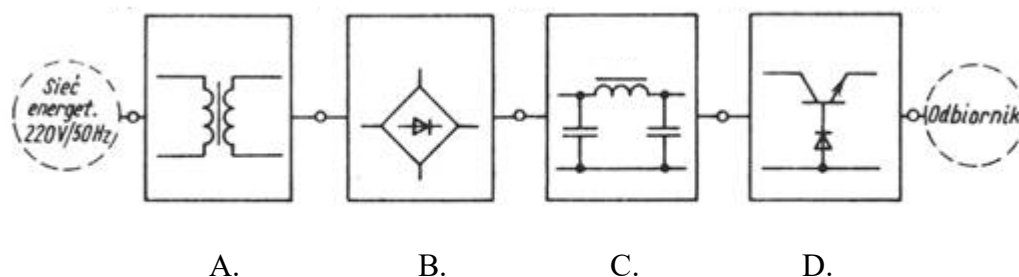 Sieć
energet.
220V/50Hz
Odbiornik
A. B. C. D.